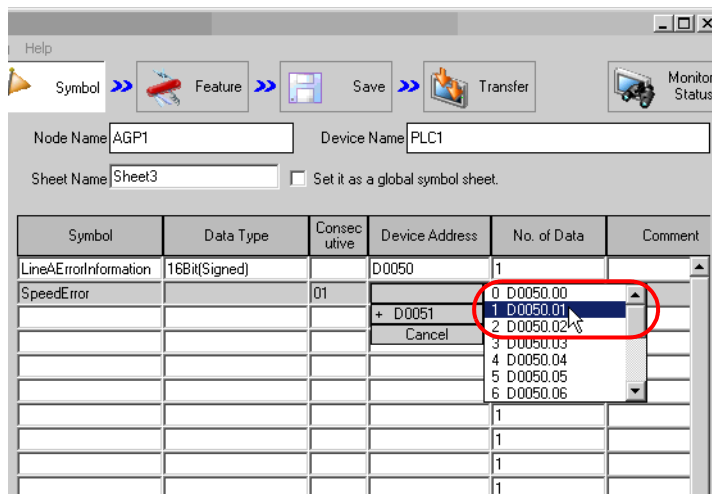 Help
Symbol Feature Save Transfer Monitor Status
Node Name AGP1 Device Name PLC1
Sheet Name Sheet3 Set it as a global symbol sheet.
Symbol Data Type Consec utive Device Address No. of Data Comment
LineAErrorInformation 16Bit(Signed) D0050 1
SpeedError 01
+ D0051
Cancel
0 D0050.00
1 D0050.01
2 D0050.02
3 D0050.03
4 D0050.04
5 D0050.05
6 D0050.06
1
1
1
1